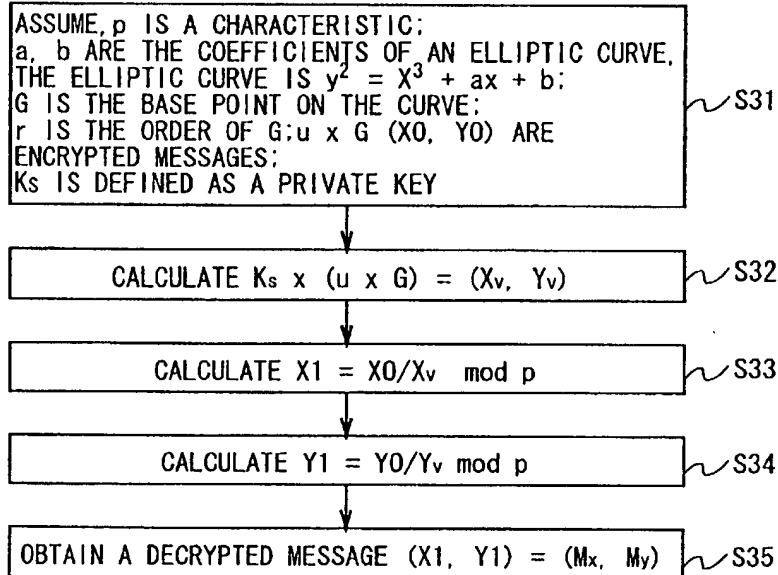 ASSUME, p IS A CHARACTERISTIC:
a, b ARE THE COEFFICIENTS OF AN ELLIPTIC CURVE,
THE ELLIPTIC CURVE IS y² = X³ + ax + b:
G IS THE BASE POINT ON THE CURVE:
r IS THE ORDER OF G:u x G (X0, Y0) ARE
ENCRYPTED MESSAGES:
Ks IS DEFINED AS A PRIVATE KEY
S31
CALCULATE Ks x (u x G) = (Xv, Yv)
S32
CALCULATE X1 = X0/Xv mod p
S33
CALCULATE Y1 = Y0/Yv mod p
S34
OBTAIN A DECRYPTED MESSAGE (X1, Y1) = (Mx, My)
S35